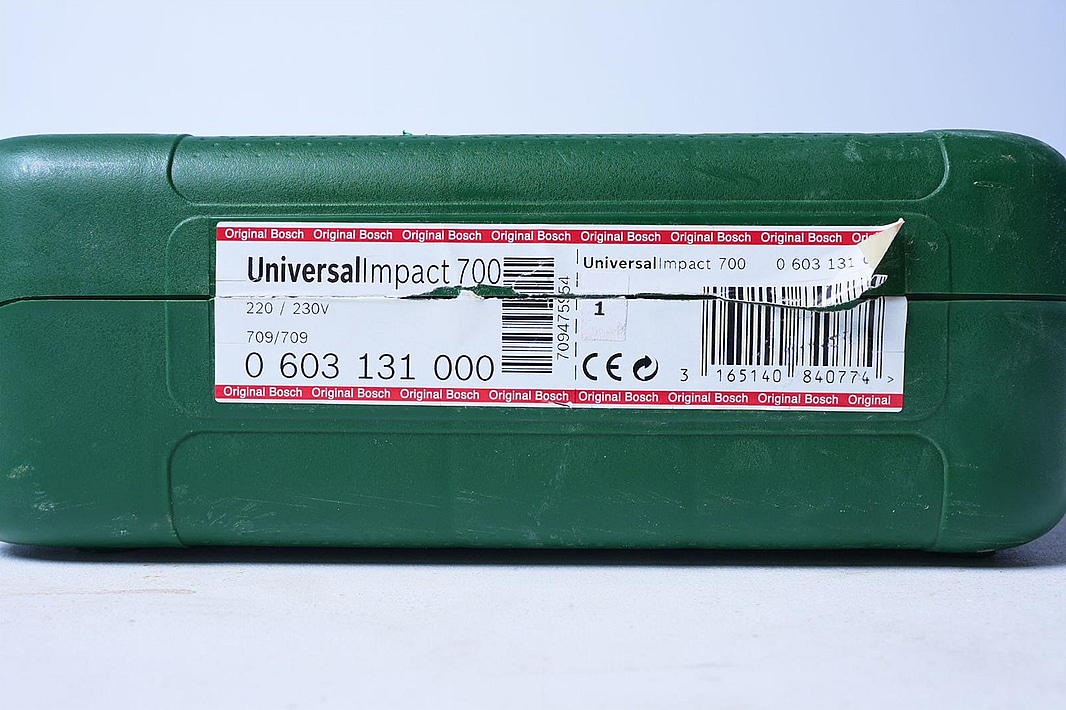 Original Bosch Original Bosch Original Bosch Original Bosch Original Bosch Original Bosch Original Bosch
UniversalImpact 700
220 / 230V
709/709
0 603 131 000
UniversalImpact 700 0 603 131
1
CE
3 165140 840774 >
Original Bosch Original Bosch Original Bosch Original Bosch Original Bosch Original Bosch Original Bosch Original